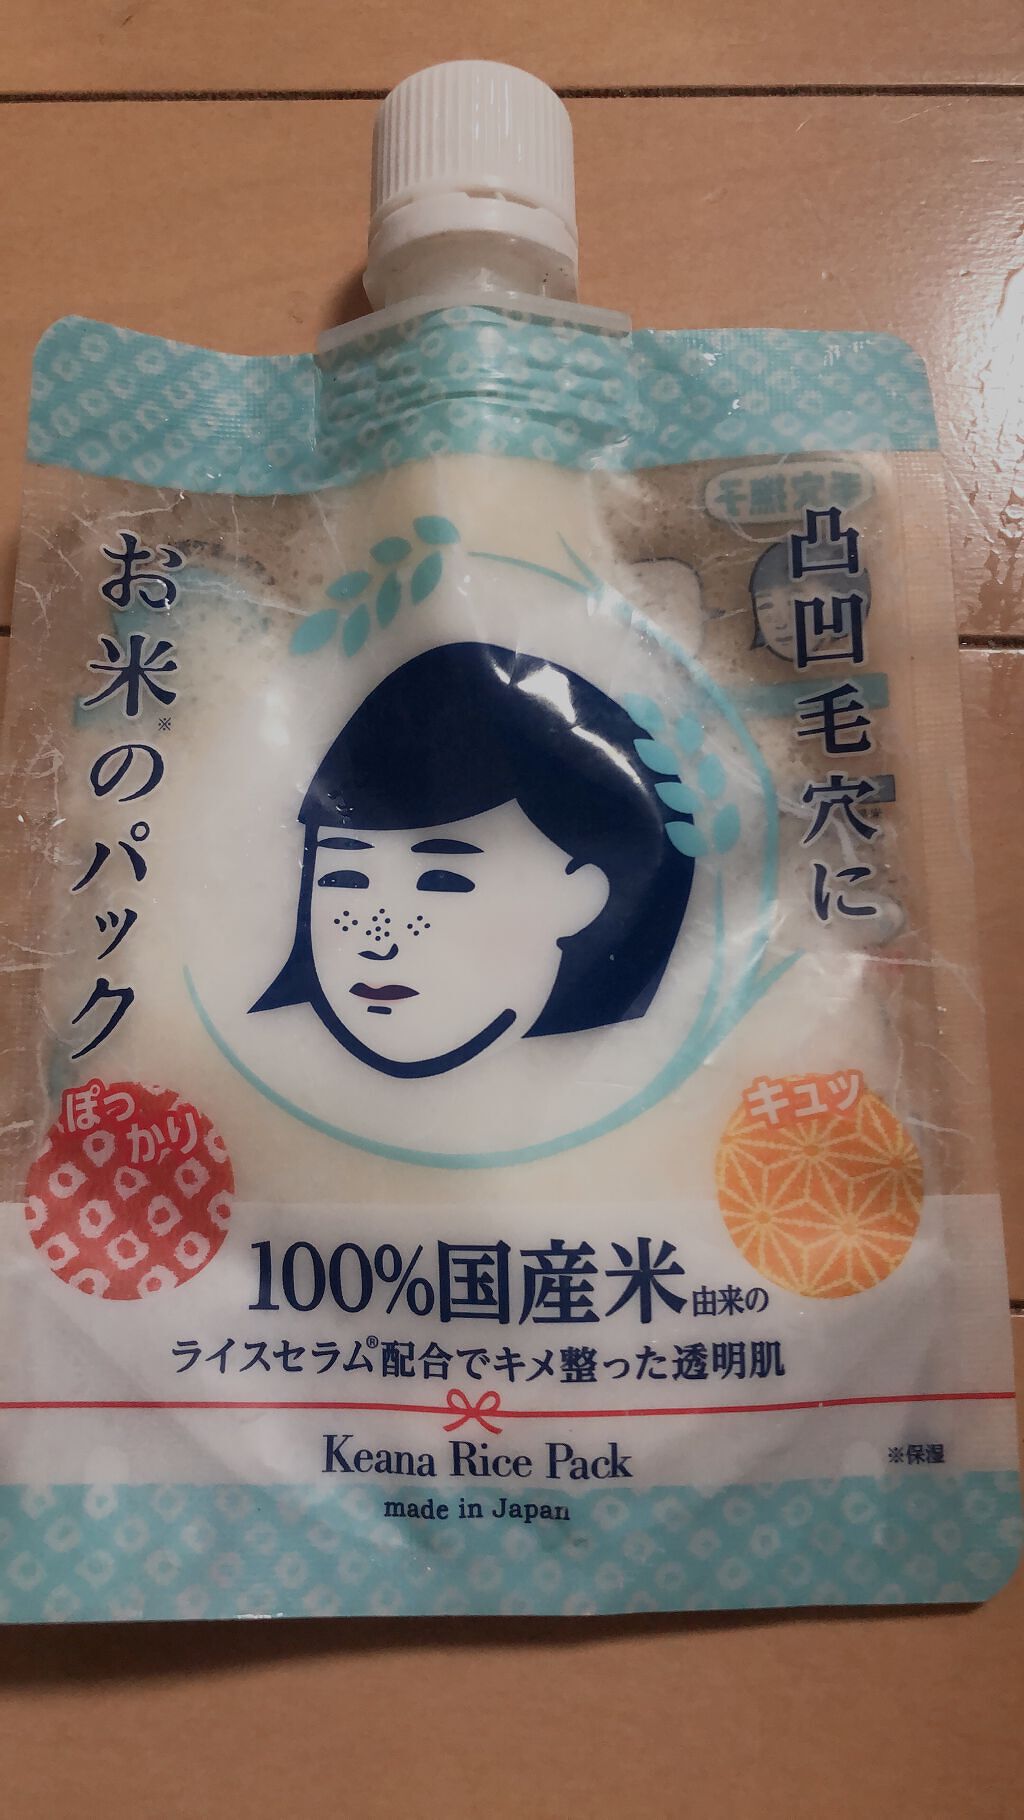 凸凹毛穴に
お米※のパック
ぽっ
かり
キュッ
100%国産米由来の
ライスセラム®配合でキメ整った透明肌
Keana Rice Pack
※保湿
made in Japan
毛穴撫子